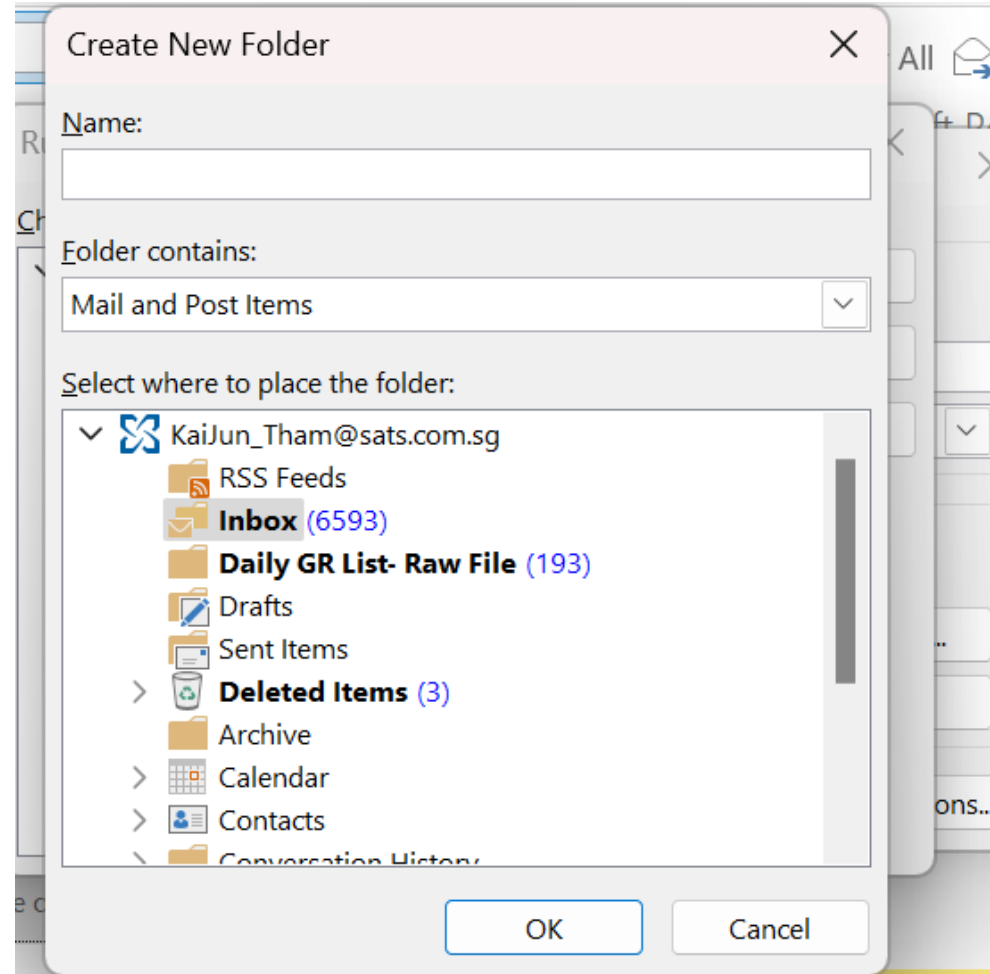 Create New Folder
All
Name:
Folder contains:
Mail and Post Items
Select where to place the folder:
KaiJun_Tham@sats.com.sg
RSS Feeds
Inbox (6593)
Daily GR List- Raw File (193)
Drafts
Sent Items
Deleted Items (3)
Archive
Calendar
Contacts
Conversation History
ons...
OK
Cancel